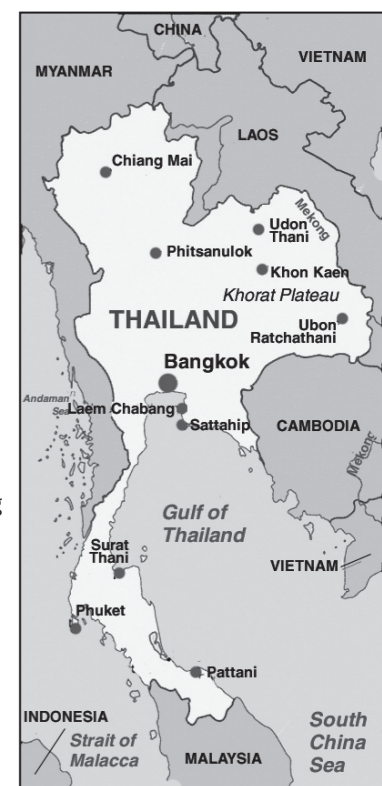 CHINA
VIETNAM
MYANMAR
LAOS
Chiang Mai
Mekong
Udon
Thani
Phitsanulok
Khon Kaen
Khorat Plateau
THAILAND
Ubon
Ratchathani
Bangkok
Andaman
Sea
Laem Chabang
Sattahip
CAMBODIA
Mekong
Gulf of
Thailand
Surat
Thani
VIETNAM
Phuket
Pattani
INDONESIA
Strait of
Malacca
MALAYSIA
South
China
Sea
g